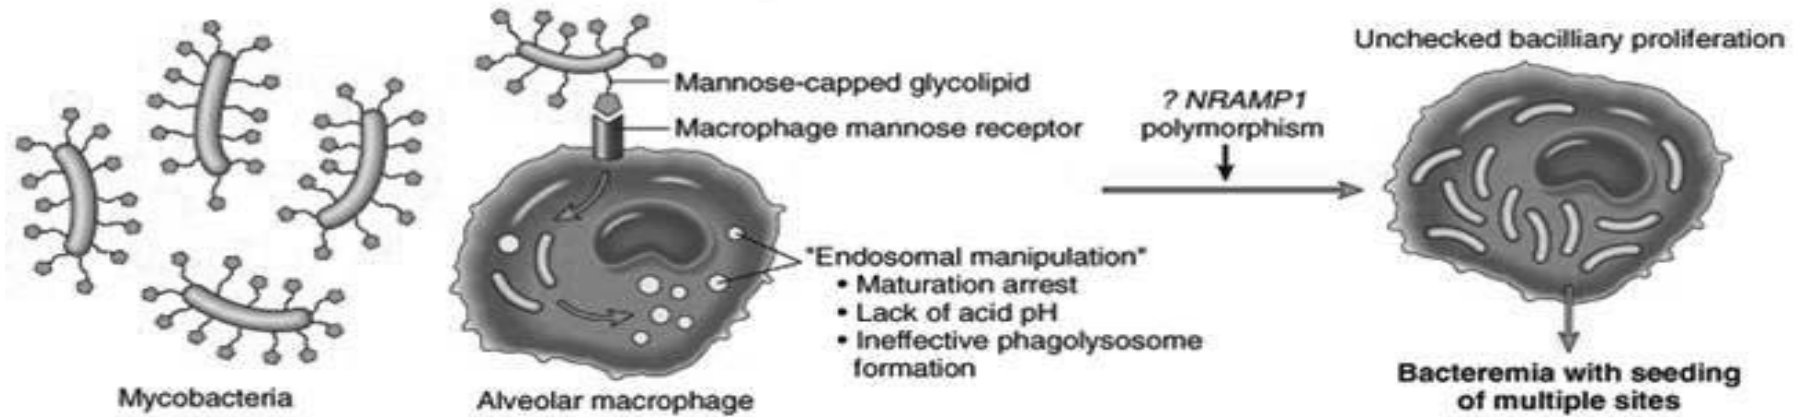 Mycobacteria
Mannose-capped glycolipid
Macrophage mannose receptor
"Endosomal manipulation"
• Maturation arrest
• Lack of acid pH
• Ineffective phagolysosome
formation
Alveolar macrophage
? NRAMP1
polymorphism
Unchecked bacilliary proliferation
Bacteremia with seeding
of multiple sites